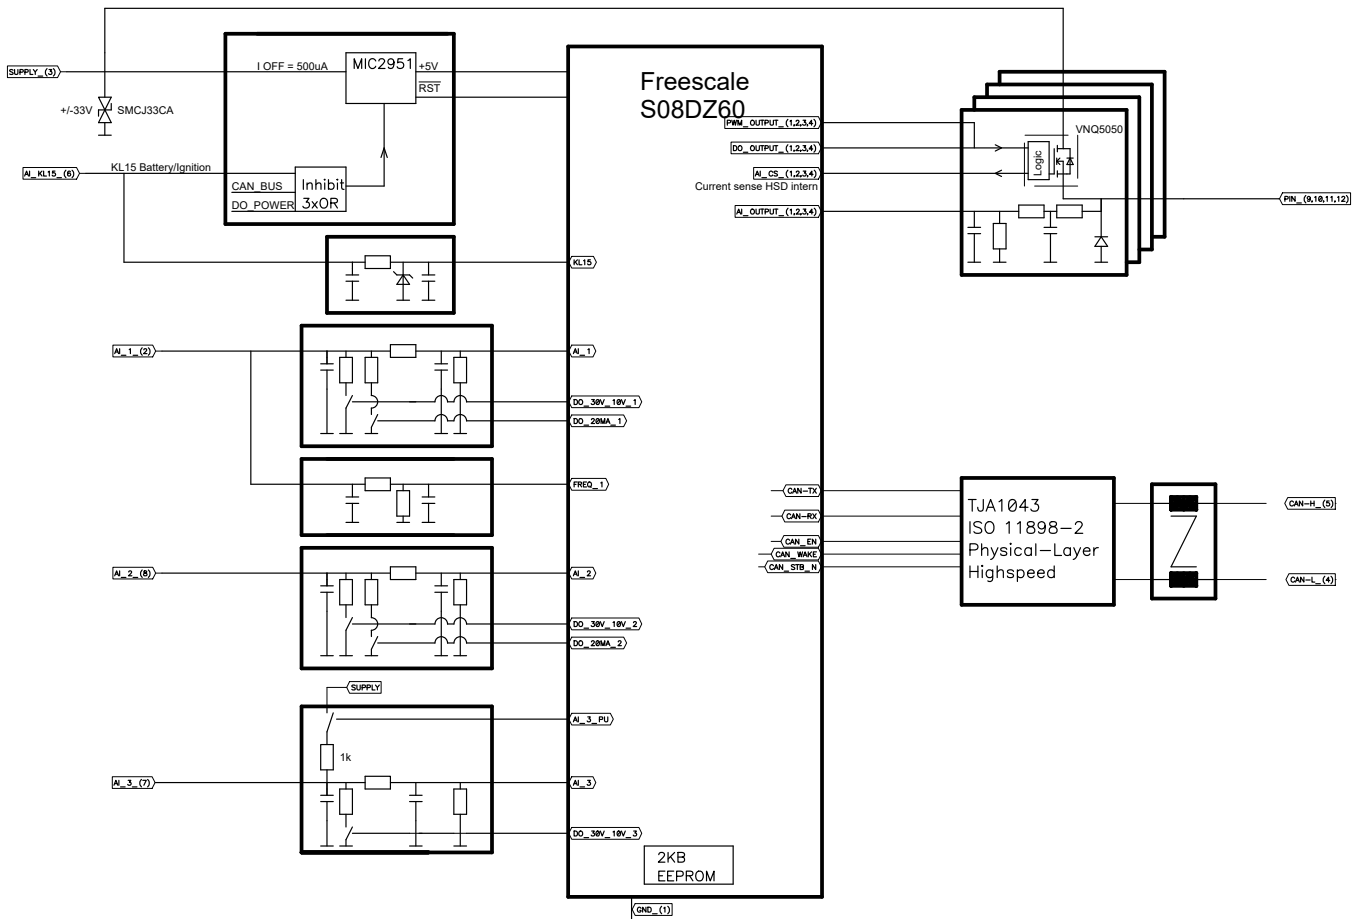 SUPPLY_(3)
I OFF = 500uA
MIC2951
+5V
RST
+/-33V
SMCJ33CA
AI_KL15_(6)
KL15 Battery/Ignition
CAN_BUS
DO_POWER
Inhibit
3xOR
Freescale
S08DZ60
PWM_OUTPUT_(1,2,3,4)
DO_OUTPUT_(1,2,3,4)
AI_CS_(1,2,3,4)
Current sense HSD intern
AI_OUTPUT_(1,2,3,4)
VNQ5050
Logic
PIN_(9,10,11,12)
KL15
AI_1_(2)
AI_1
DO_30V_10V_1
DO_20MA_1
FREQ_1
AI_2_(8)
AI_2
DO_30V_10V_2
DO_20MA_2
SUPPLY
AI_3_PU
1k
AI_3_(7)
AI_3
DO_30V_10V_3
CAN-TX
CAN-RX
CAN_EN
CAN_WAKE
CAN_STB_N
TJA1043
ISO 11898-2
Physical-Layer
Highspeed
CAN-H_(5)
CAN-L_(4)
2KB
EEPROM
GND_(1)